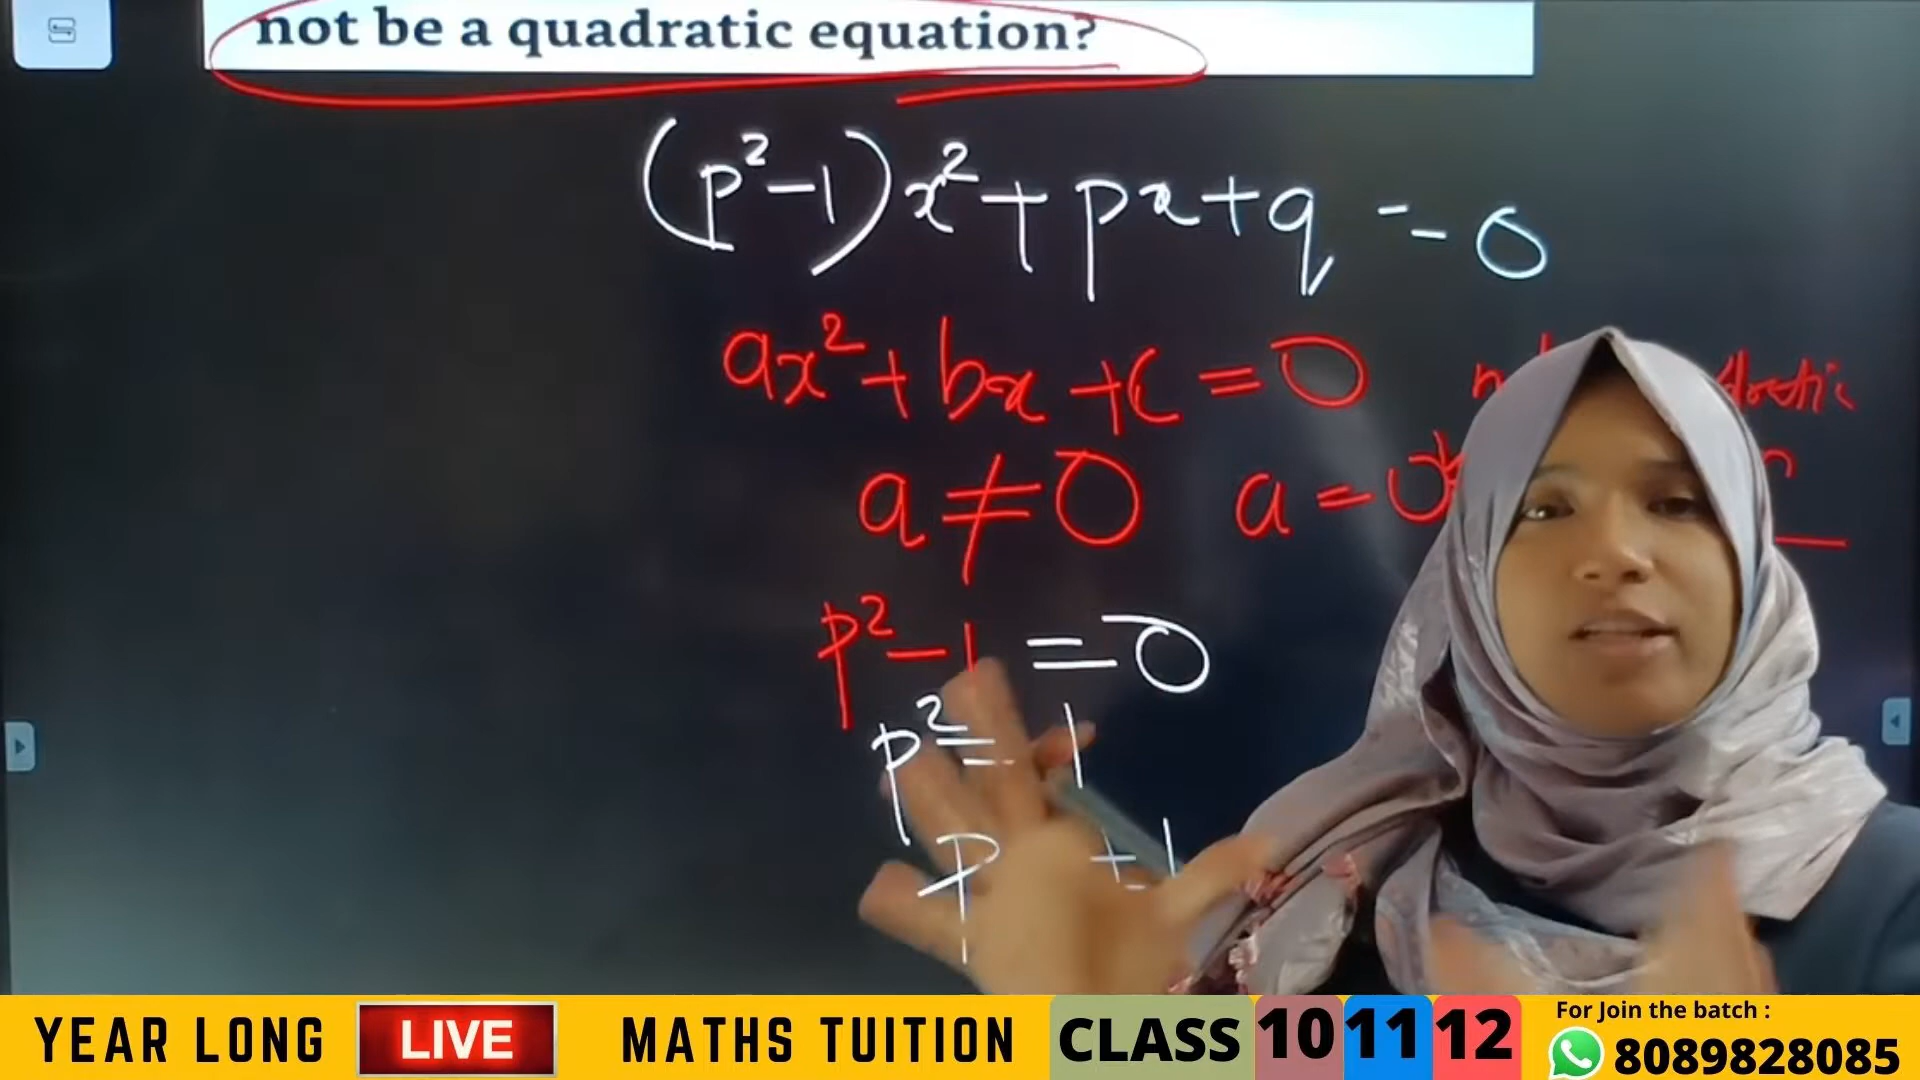 not be a quadratic equation?
(p²-1)x²+px+q=0
ax²+bx+c=0
a≠0 a=0
p²-1=0
p²=1
p ±1
YEAR LONG LIVE MATHS TUITION CLASS 10 11 12
For Join the batch :
8089828085